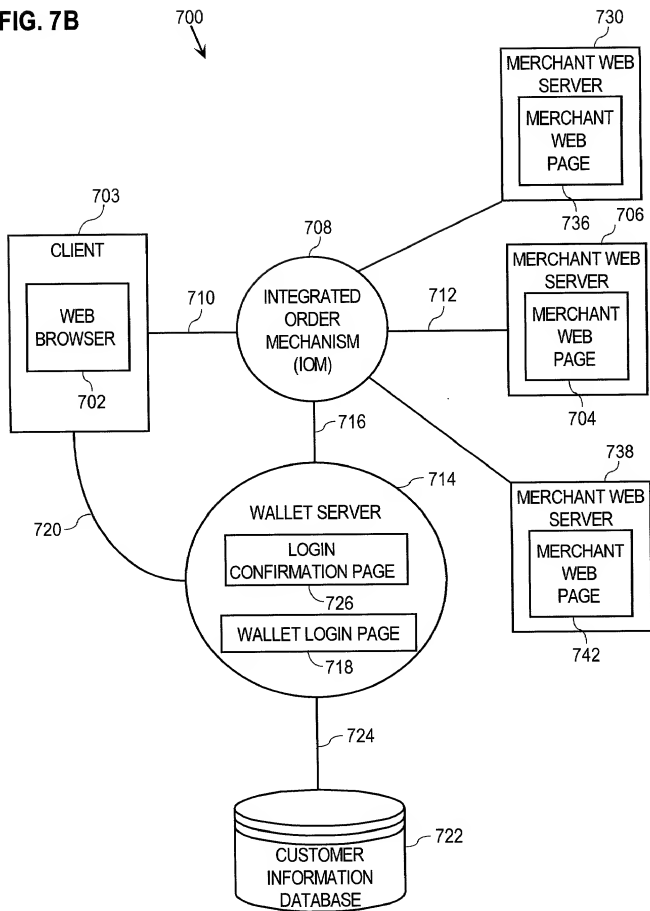 FIG. 7B
700
730
MERCHANT WEB
SERVER
MERCHANT
WEB
PAGE
736
703
CLIENT
WEB
BROWSER
702
710
708
INTEGRATED
ORDER
MECHANISM
(IOM)
712
706
MERCHANT WEB
SERVER
MERCHANT
WEB
PAGE
704
716
714
720
WALLET SERVER
LOGIN
CONFIRMATION PAGE
726
WALLET LOGIN PAGE
718
738
MERCHANT WEB
SERVER
MERCHANT
WEB
PAGE
742
724
722
CUSTOMER
INFORMATION
DATABASE